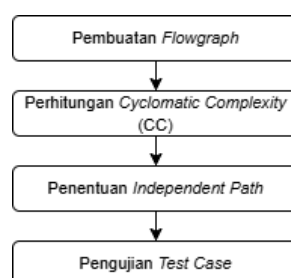 Pembuatan Flowgraph
Perhitungan Cyclomatic Complexity
(CC)
Penentuan Independent Path
Pengujian Test Case